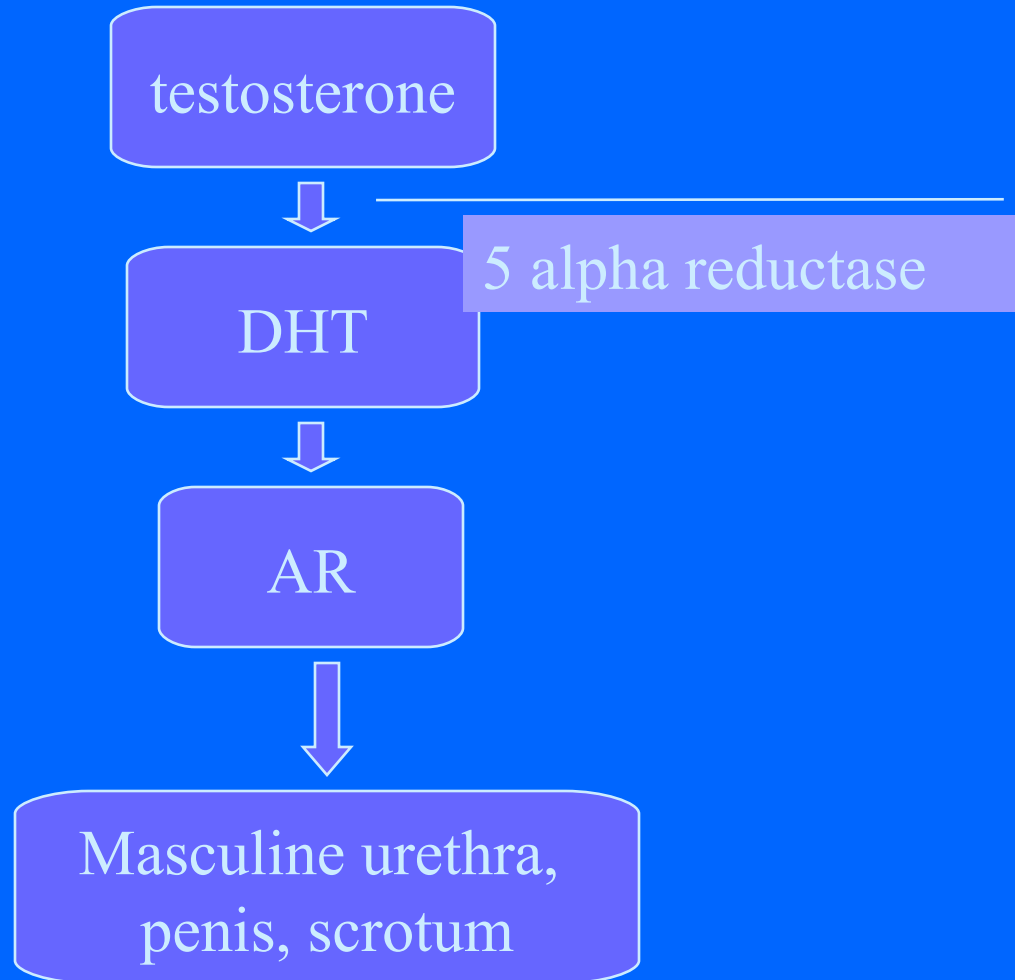 testosterone
5 alpha reductase
DHT
AR
Masculine urethra,
penis, scrotum